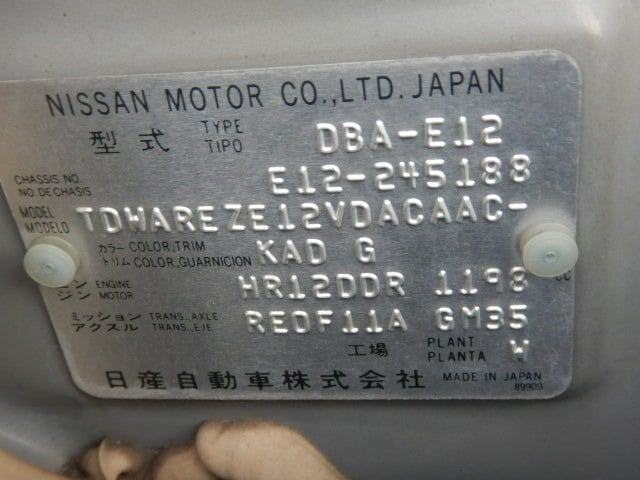 NISSAN MOTOR CO.,LTD. JAPAN
型式 TYPE TIPO DBA-E12
CHASSIS NO. NO. DE CHASIS E12-245188
MODEL MODELO TDWAREZE12VDACAAC-
カラー COLOR,TRIM トリム COLOR,GUARNICION KAD G
ジン ENGINE MOTOR HR12DDR 1198 CC
ミッション TRANS.,AXLE アクスル TRANS.,EJE REDF11A GM35
工場 PLANT PLANTA W
日産自動車株式会社 MADE IN JAPAN
89909